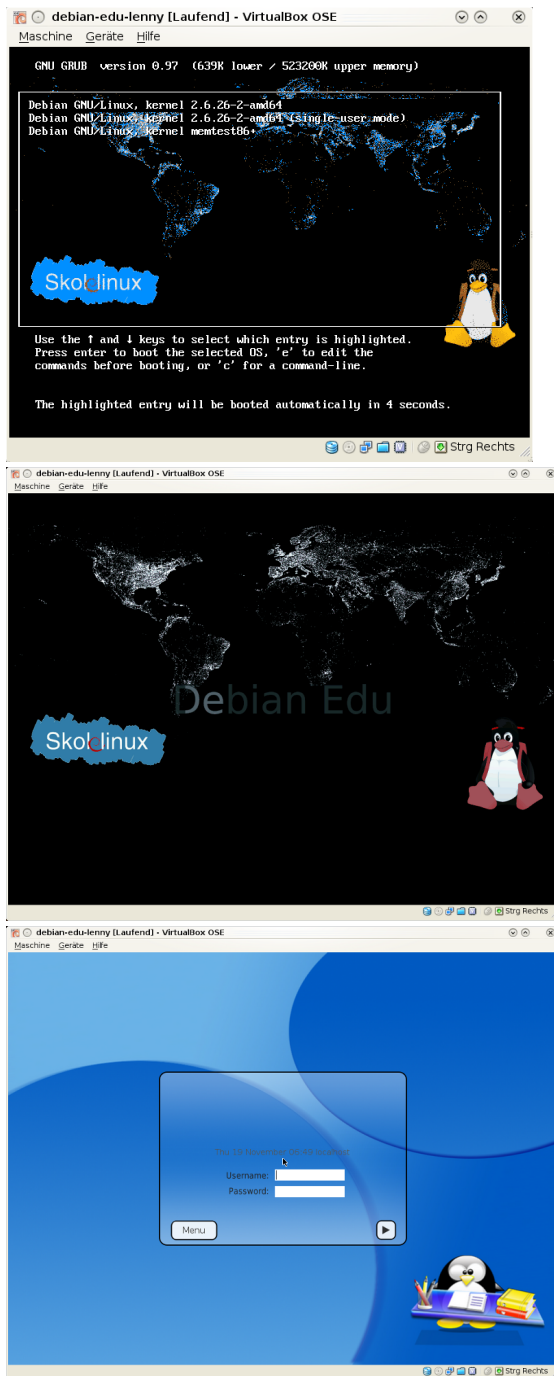 debian-edu-lenny [Laufend] - VirtualBox OSE
Maschine Geräte Hilfe
GNU GRUB version 0.97 (639K lower / 523200K upper memory)
Debian GNU/Linux, kernel 2.6.26-2-amd64
Debian GNU/Linux, kernel 2.6.26-2-amd64 (single-user mode)
Debian GNU/Linux, kernel memtest86+
Skolelinux
Use the ↑ and ↓ keys to select which entry is highlighted.
Press enter to boot the selected OS, 'e' to edit the
commands before booting, or 'c' for a command-line.
The highlighted entry will be booted automatically in 4 seconds.
Strg Rechts
debian-edu-lenny [Laufend] - VirtualBox OSE
Maschine Geräte Hilfe
Debian Edu
Skolelinux
Strg Rechts
debian-edu-lenny [Laufend] - VirtualBox OSE
Maschine Geräte Hilfe
Username:
Password:
Menu
Strg Rechts